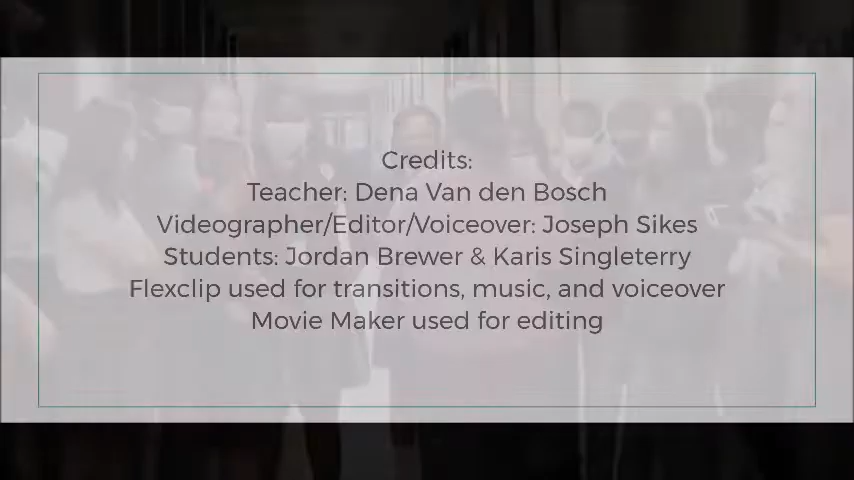 Credits:
Teacher: Dena Van den Bosch
Videographer/Editor/Voiceover: Joseph Sikes
Students: Jordan Brewer & Karis Singleterry
Flexclip used for transitions, music, and voiceover
Movie Maker used for editing